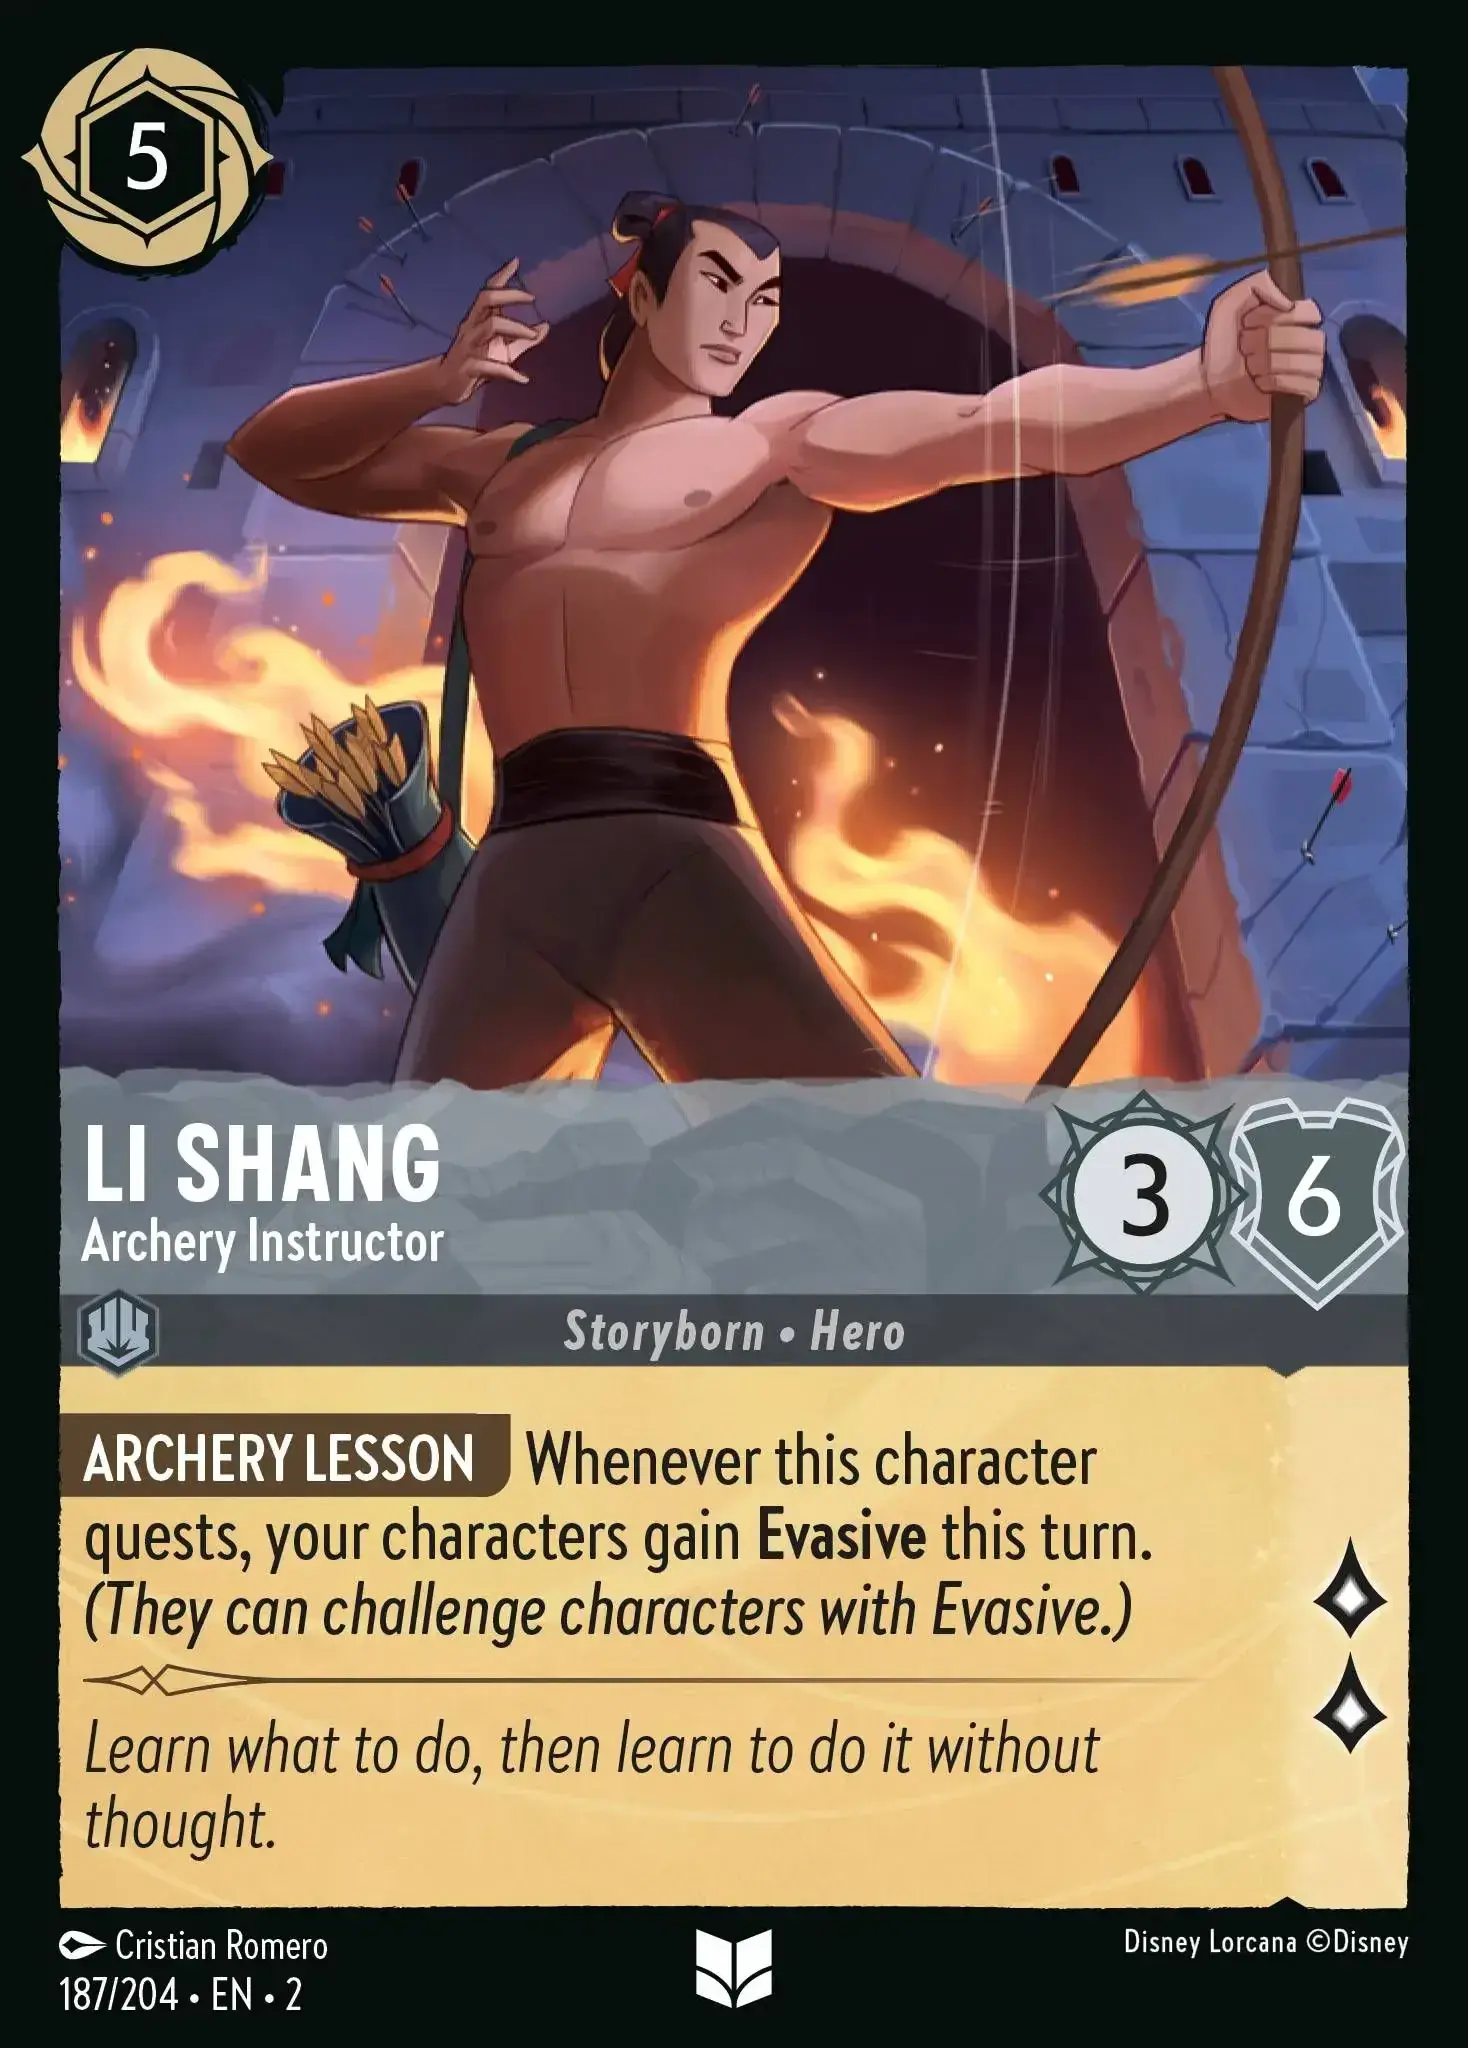 5
LI SHANG
Archery Instructor
3
6
Storyborn • Hero
ARCHERY LESSON Whenever this character
quests, your characters gain Evasive this turn.
(They can challenge characters with Evasive.)
Learn what to do, then learn to do it without
thought.
Cristian Romero
187/204 • EN • 2
Disney Lorcana ©Disney